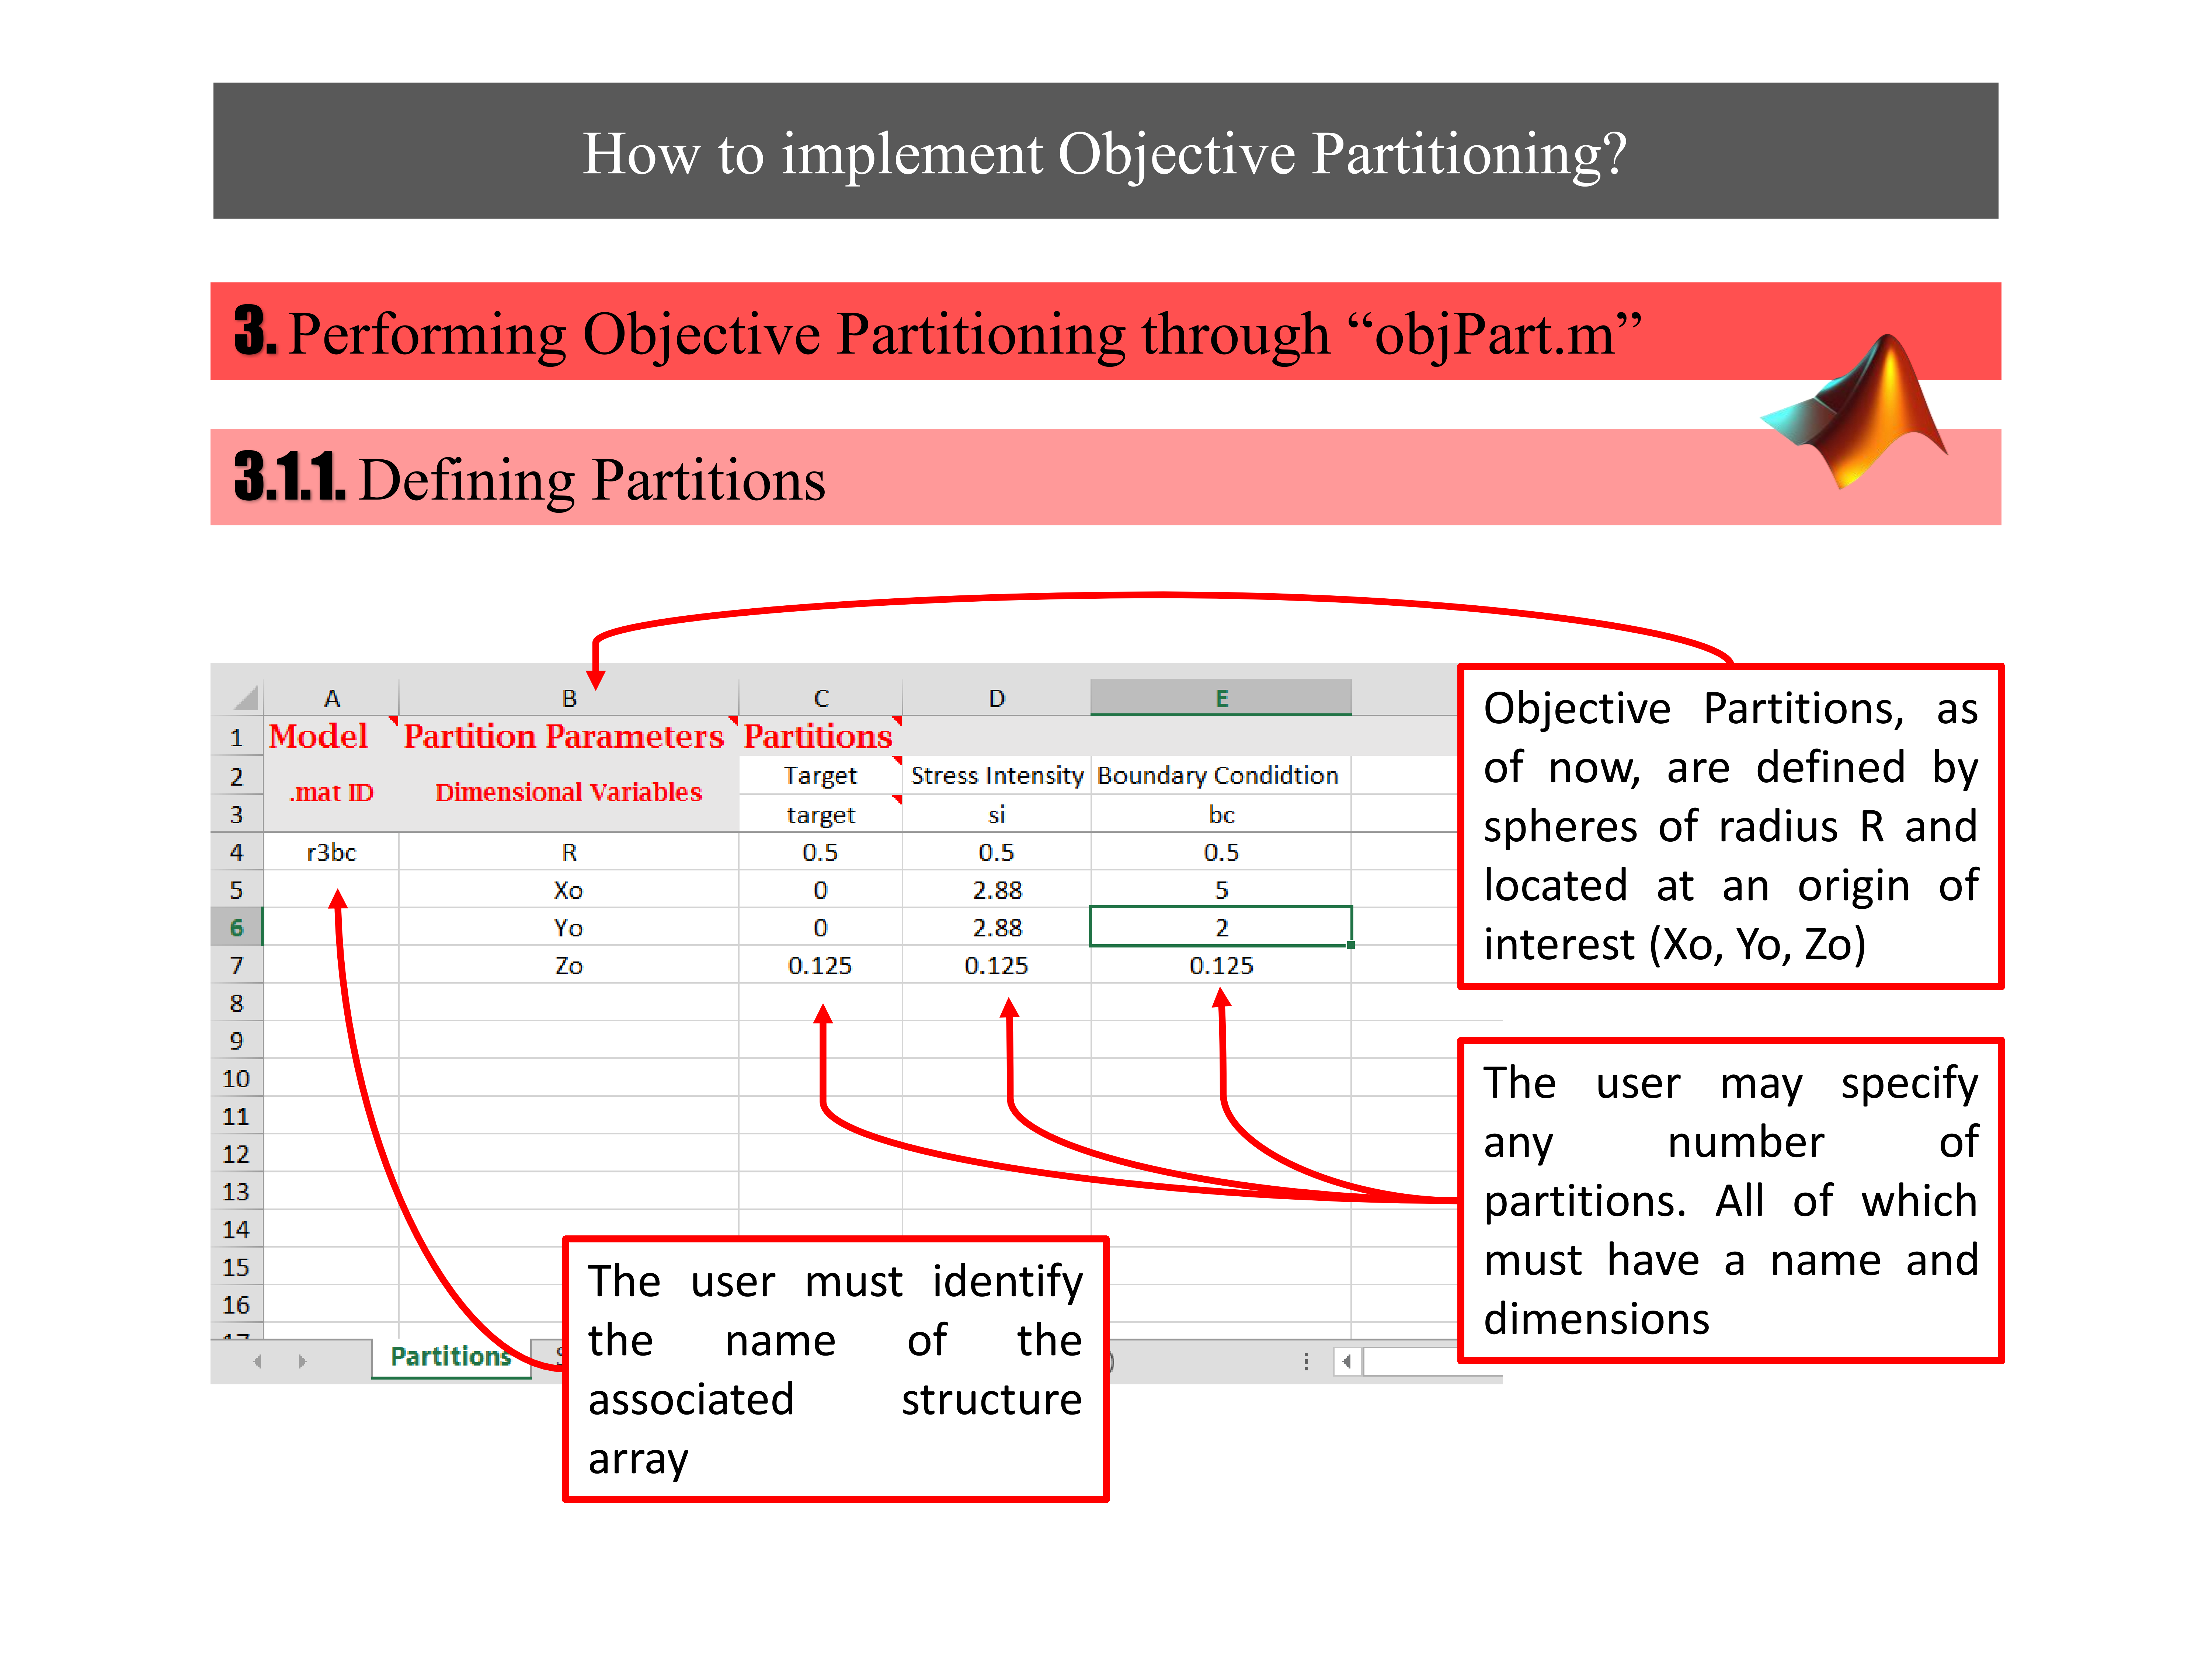 How to implement Objective Partitioning?
3. Performing Objective Partitioning through “objPart.m”
3.1.1. Defining Partitions
A B C D E
1 Model Partition Parameters Partitions
2 Target Stress Intensity Boundary Condidtion
.mat ID Dimensional Variables
3 target si bc
4 r3bc R 0.5 0.5 0.5
5 Xo 0 2.88 5
6 Yo 0 2.88 2
7 Zo 0.125 0.125 0.125
8
9
10
11
12
13
14
15
16
17
Partitions
Objective Partitions, as
of now, are defined by
spheres of radius R and
located at an origin of
interest (Xo, Yo, Zo)
The user may specify
any number of
partitions. All of which
must have a name and
dimensions
The user must identify
the name of the
associated structure
array